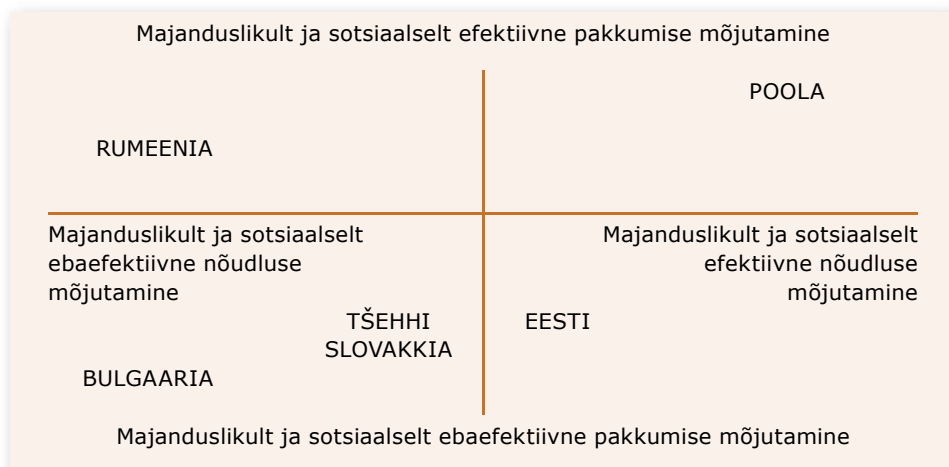 Majanduslikult ja sotsiaalselt efektiivne pakkumise mõjutamine
POOLA
RUMEENIA
Majanduslikult ja sotsiaalselt
ebaefektiivne nõudluse
mõjutamine
Majanduslikult ja sotsiaalselt
efektiivne nõudluse
mõjutamine
TŠEHHI
SLOVAKKIA
EESTI
BULGAARIA
Majanduslikult ja sotsiaalselt ebaefektiivne pakkumise mõjutamine